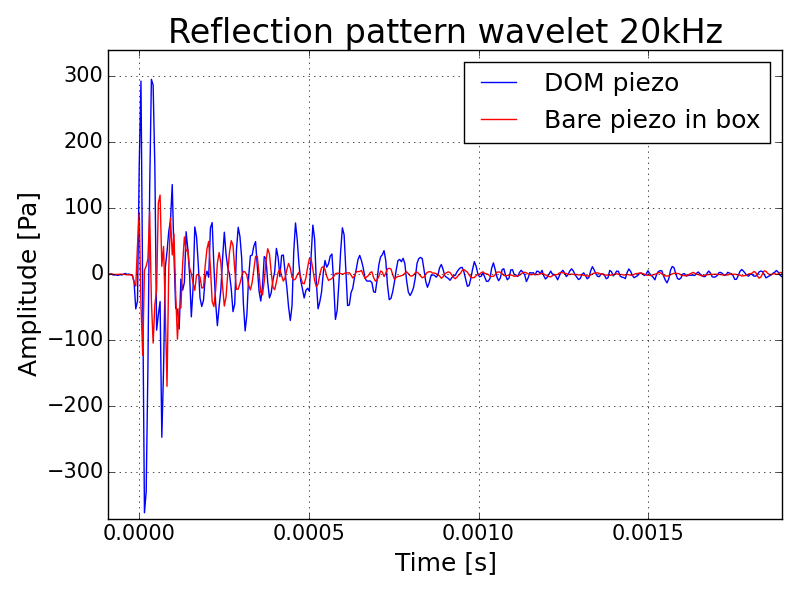 Reflection pattern wavelet 20kHz
DOM piezo
Bare piezo in box
Amplitude [Pa]
300
200
100
0
−100
−200
−300
0.0000
0.0005
0.0010
0.0015
Time [s]